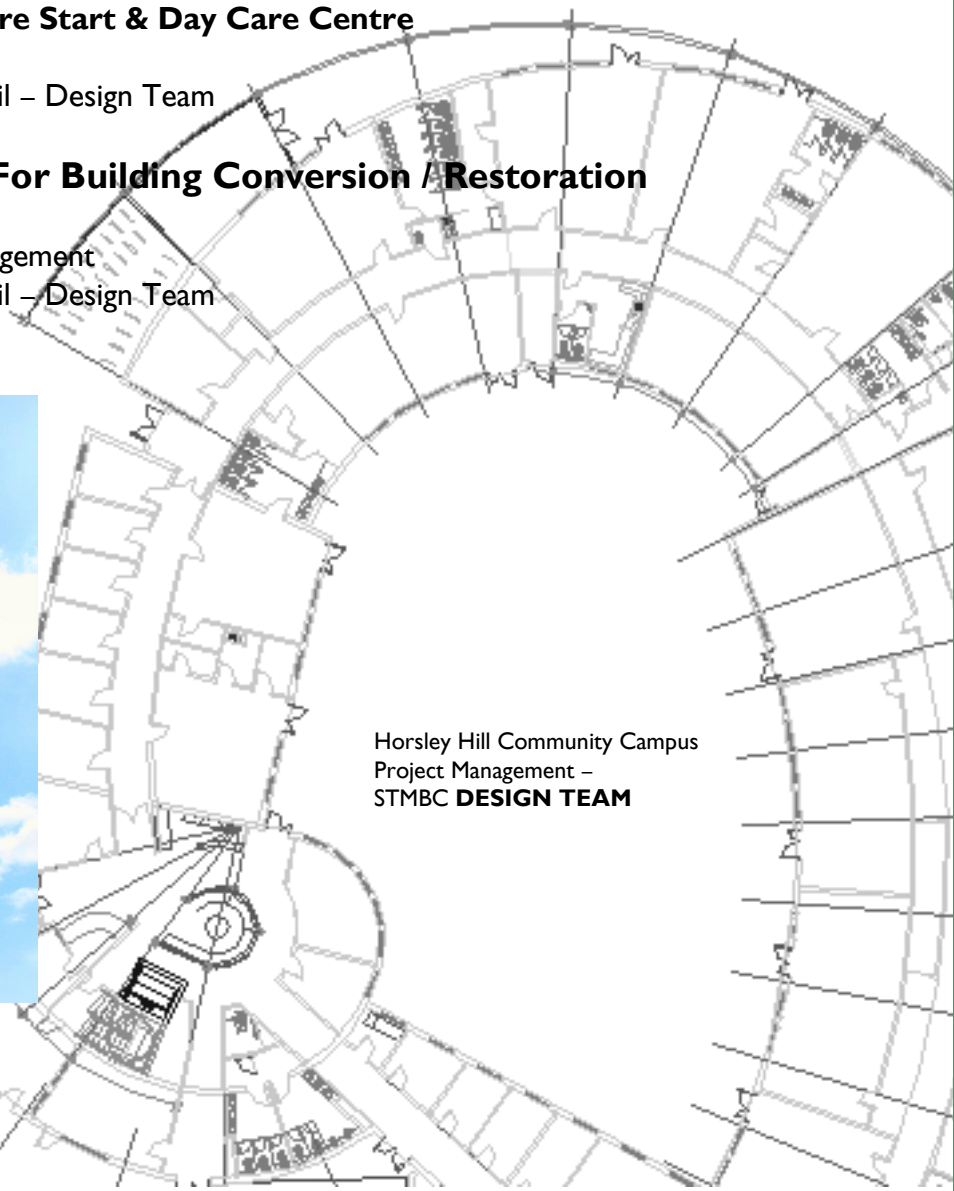 re Start & Day Care Centre
il – Design Team
For Building Conversion / Restoration
gement
il – Design Team
Horsley Hill Community Campus
Project Management –
STMBC DESIGN TEAM